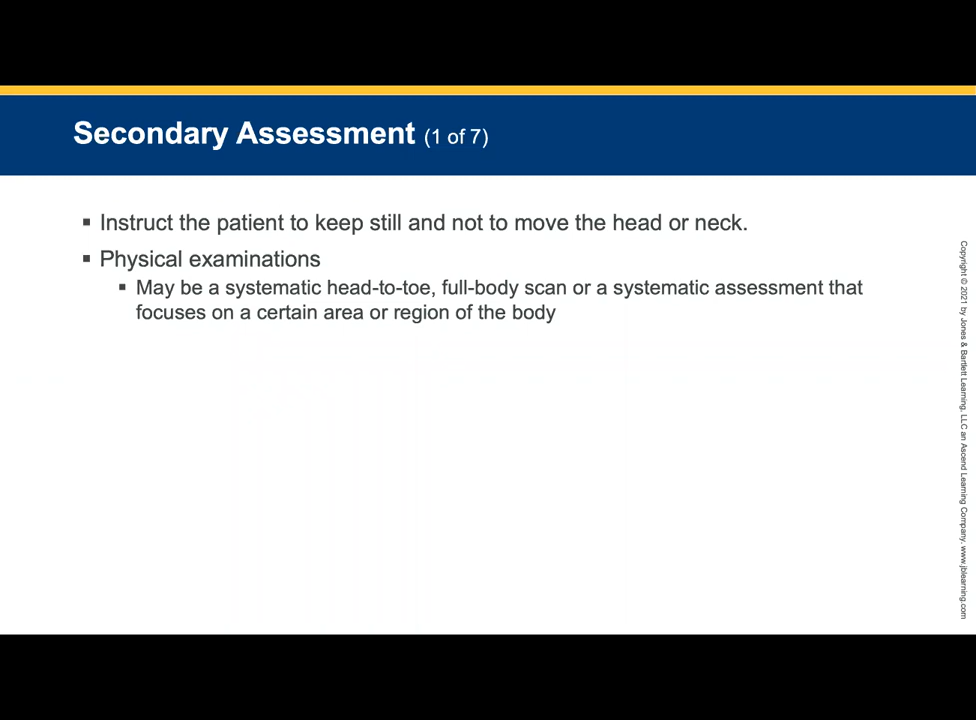 Secondary Assessment (1 of 7)
▪ Instruct the patient to keep still and not to move the head or neck.
▪ Physical examinations
▪ May be a systematic head-to-toe, full-body scan or a systematic assessment that
focuses on a certain area or region of the body
Copyright © 2021 by Jones & Bartlett Learning, LLC an Ascend Learning Company. www.jblearning.com